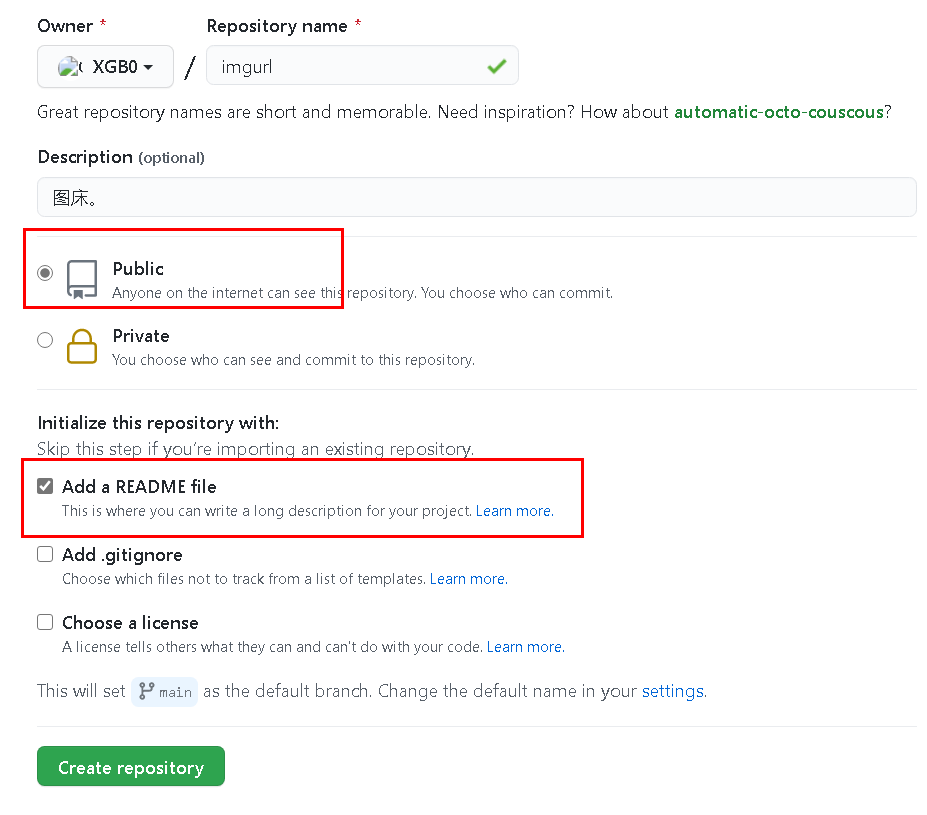 Owner * Repository name *
XGB0 / imgurl
Great repository names are short and memorable. Need inspiration? How about automatic-octo-couscous?
Description (optional)
图床。
Public
Anyone on the internet can see this repository. You choose who can commit.
Private
You choose who can see and commit to this repository.
Initialize this repository with:
Skip this step if you’re importing an existing repository.
Add a README file
This is where you can write a long description for your project. Learn more.
Add .gitignore
Choose which files not to track from a list of templates. Learn more.
Choose a license
A license tells others what they can and can't do with your code. Learn more.
This will set main as the default branch. Change the default name in your settings.
Create repository